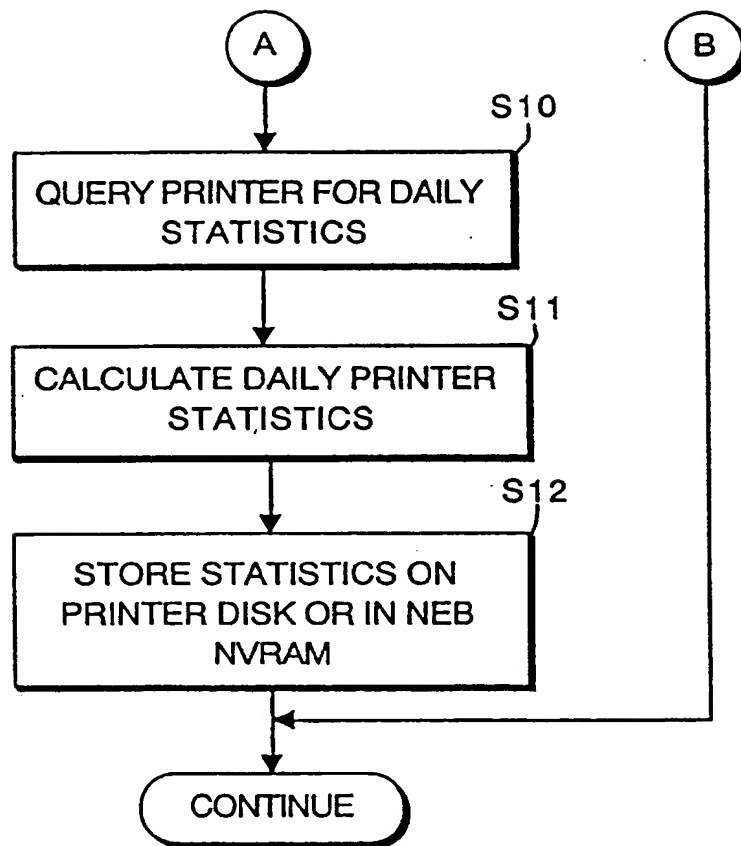 A
B
S10
QUERY PRINTER FOR DAILY
STATISTICS
S11
CALCULATE DAILY PRINTER
STATISTICS
S12
STORE STATISTICS ON
PRINTER DISK OR IN NEB
NVRAM
CONTINUE